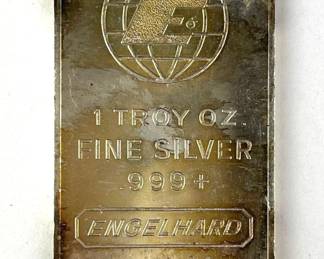 E
1 TROY OZ.
FINE SILVER
.999+
ENGELHARD